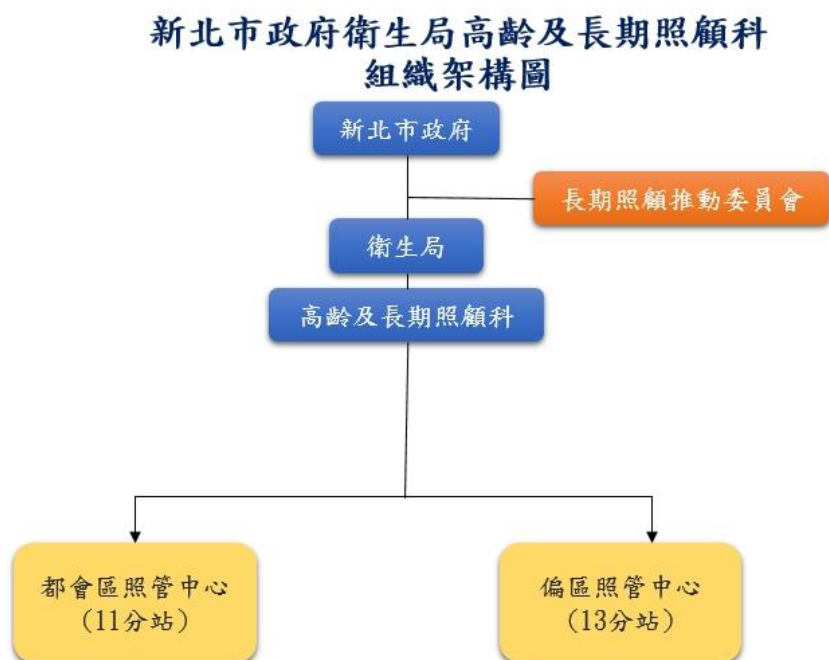 新北市政府衛生局高齡及長期照顧科
組織架構圖
新北市政府
長期照顧推動委員會
衛生局
高齡及長期照顧科
都會區照管中心
(11分站)
偏區照管中心
(13分站)